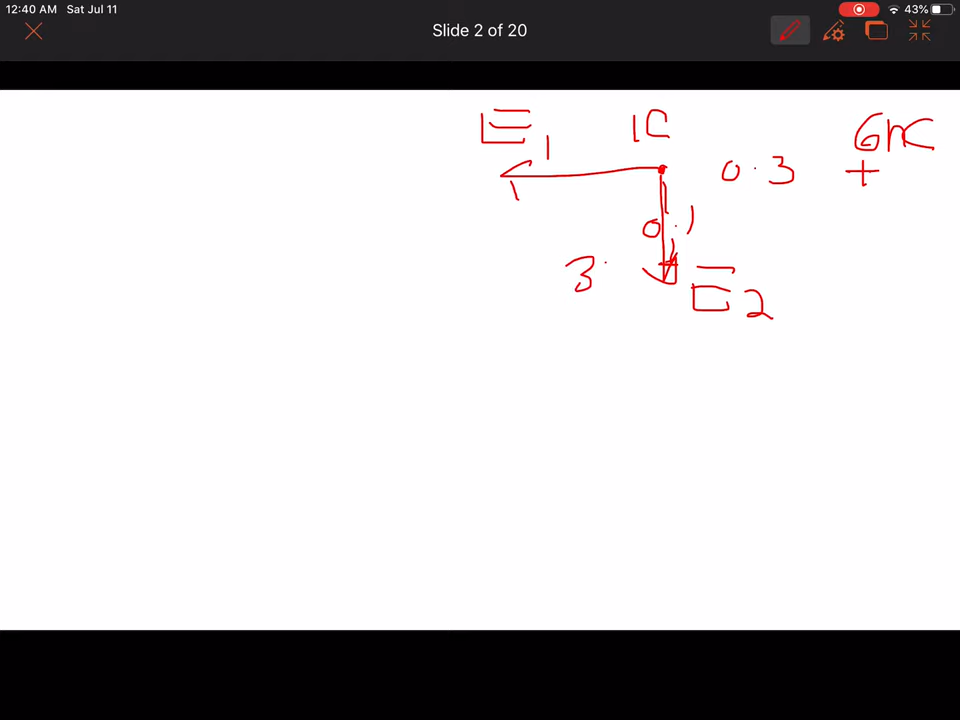 12:40 AM Sat Jul 11
43%
Slide 2 of 20
E1 1C 6nC
0.3 +
0.1
3
E2